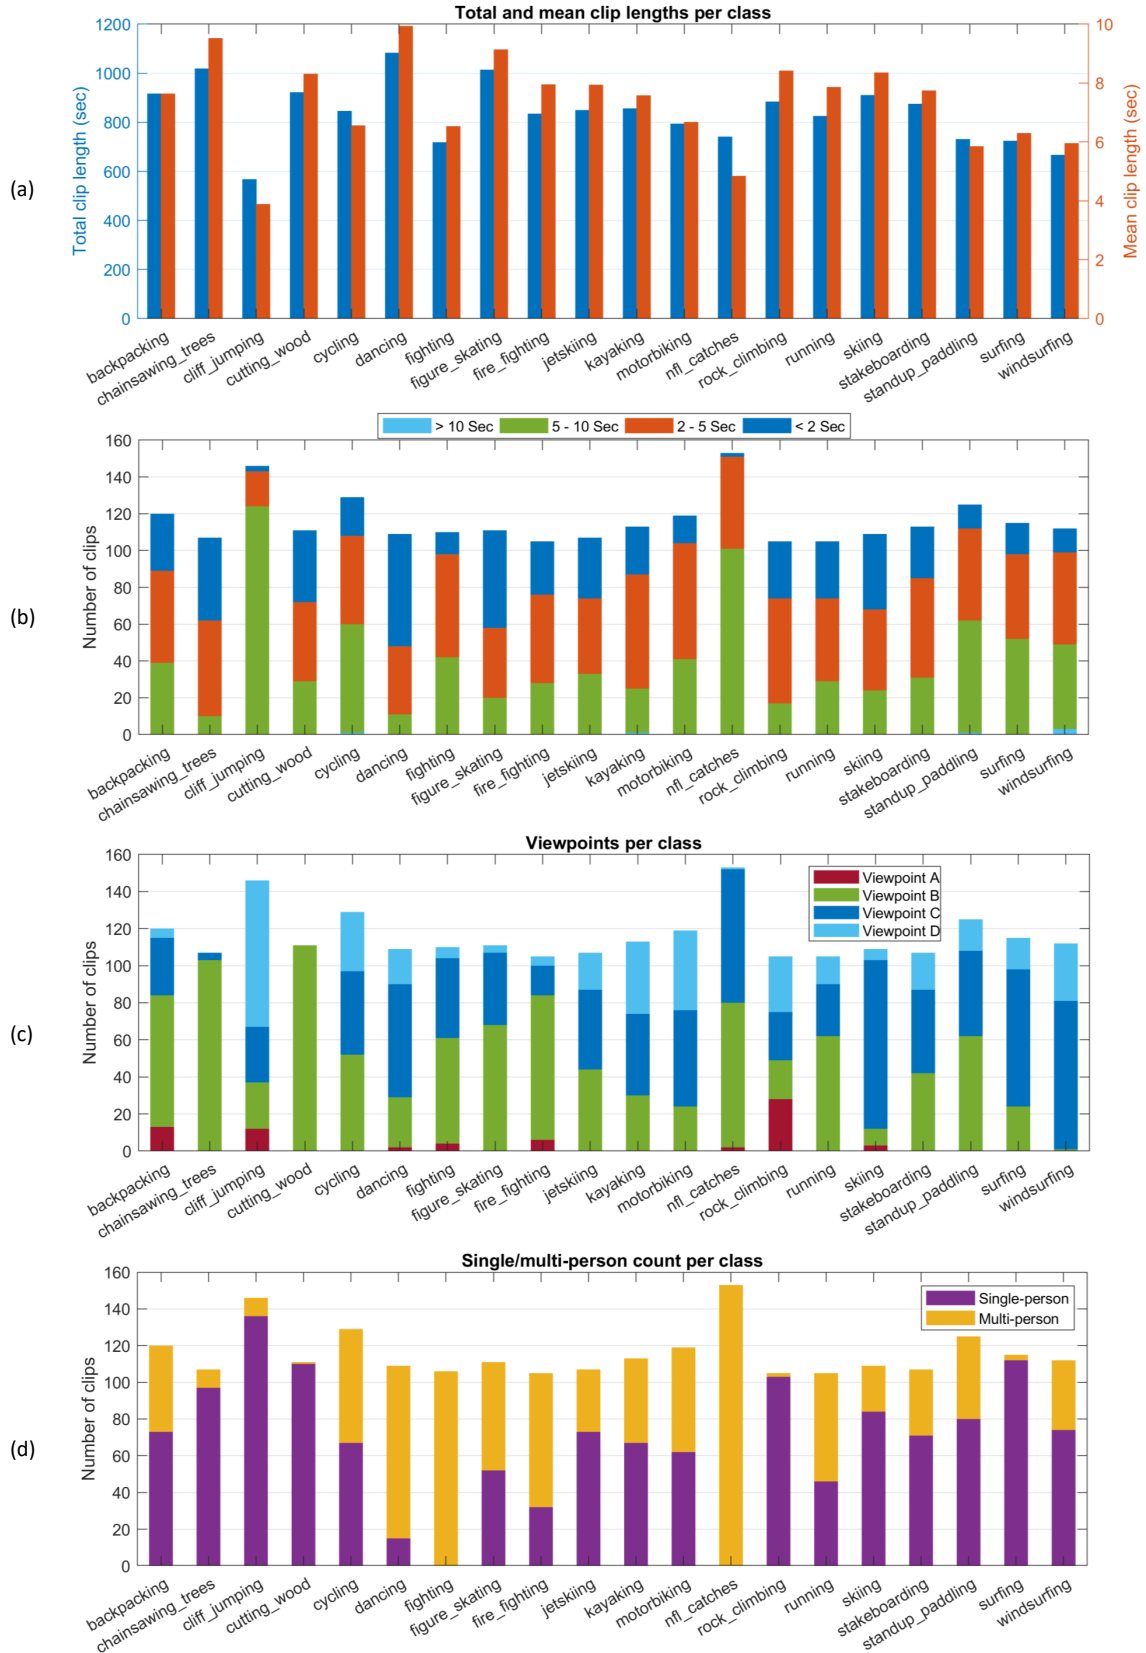 Total and mean clip lengths per class
(a)
Total clip length (sec)
1200
1000
800
600
400
200
0
10
8
6
4
2
0
Mean clip length (sec)
backpacking
chainsawing_trees
cliff_jumping
cutting_wood
cycling
dancing
fighting
figure_skating
fire_fighting
jetskiing
kayaking
motorbiking
nfl_catches
rock_climbing
running
skiing
stakeboarding
standup_paddling
surfing
windsurfing
> 10 Sec 5 - 10 Sec 2 - 5 Sec < 2 Sec
(b)
Number of clips
160
140
120
100
80
60
40
20
0
backpacking
chainsawing_trees
cliff_jumping
cutting_wood
cycling
dancing
fighting
figure_skating
fire_fighting
jetskiing
kayaking
motorbiking
nfl_catches
rock_climbing
running
skiing
stakeboarding
standup_paddling
surfing
windsurfing
Viewpoints per class
Viewpoint A
Viewpoint B
Viewpoint C
Viewpoint D
(c)
Number of clips
160
140
120
100
80
60
40
20
0
backpacking
chainsawing_trees
cliff_jumping
cutting_wood
cycling
dancing
fighting
figure_skating
fire_fighting
jetskiing
kayaking
motorbiking
nfl_catches
rock_climbing
running
skiing
stakeboarding
standup_paddling
surfing
windsurfing
Single/multi-person count per class
Single-person
Multi-person
(d)
Number of clips
160
140
120
100
80
60
40
20
0
backpacking
chainsawing_trees
cliff_jumping
cutting_wood
cycling
dancing
fighting
figure_skating
fire_fighting
jetskiing
kayaking
motorbiking
nfl_catches
rock_climbing
running
skiing
stakeboarding
standup_paddling
surfing
windsurfing